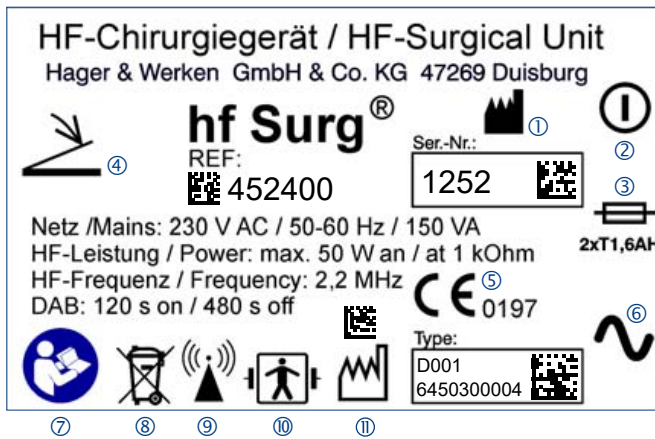 HF-Chirurgiegerät / HF-Surgical Unit
Hager & Werken GmbH & Co. KG 47269 Duisburg
hf Surg®
①
②
④
REF:
452400
Ser.-Nr.:
1252
③
2xT1,6AH
Netz /Mains: 230 V AC / 50-60 Hz / 150 VA
HF-Leistung / Power: max. 50 W an / at 1 kOhm
HF-Frequenz / Frequency: 2,2 MHz
DAB: 120 s on / 480 s off
CE 0197
⑤
⑥
Type:
D001
6450300004
⑦ ⑧ ⑨ ⑩ ⑪